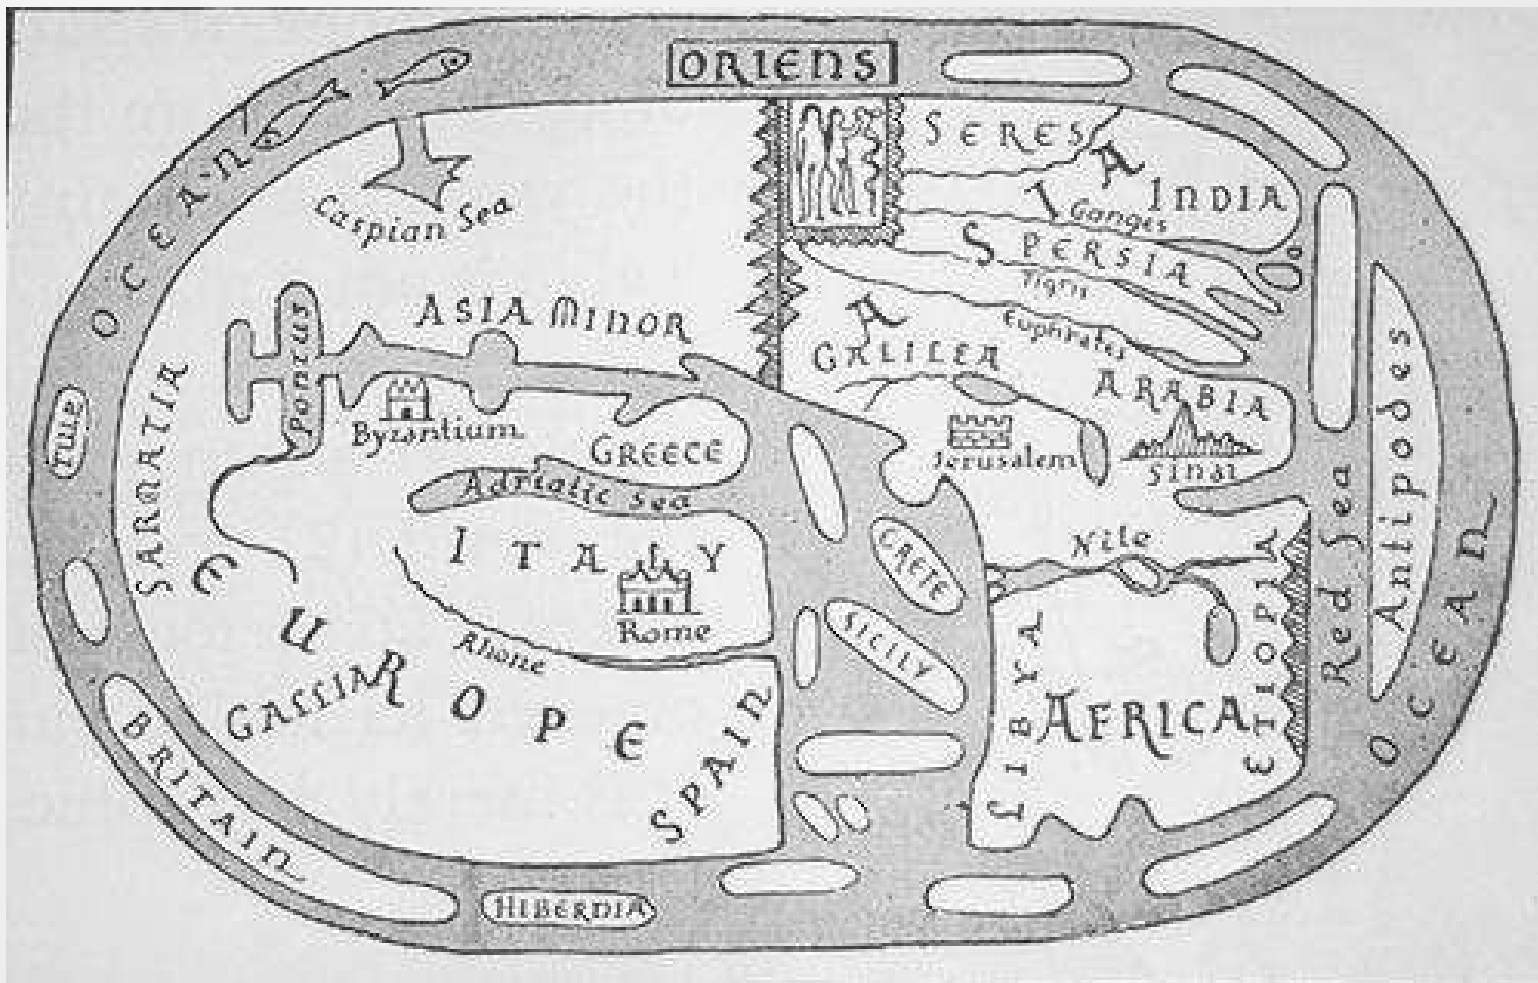 ORIENS
OCEAN
SERES
ASIA
INDIA
Ganges
Caspian Sea
PERSIA
Tigris
Euphrates
ASIA MINOR
Pontus
GALILEA
ARABIA
Byzantium
GREECE
Jerusalem
SINAI
SARMATIA
Adriatic Sea
Antipodes
Red Sea
OCEAN
ITALY
Rome
CRETE
Nile
Rhone
SICILY
EUROPE
GALLIA
SPAIN
LIBYA
AFRICA
ETIOPIA
BRITAIN
HIBERNIA